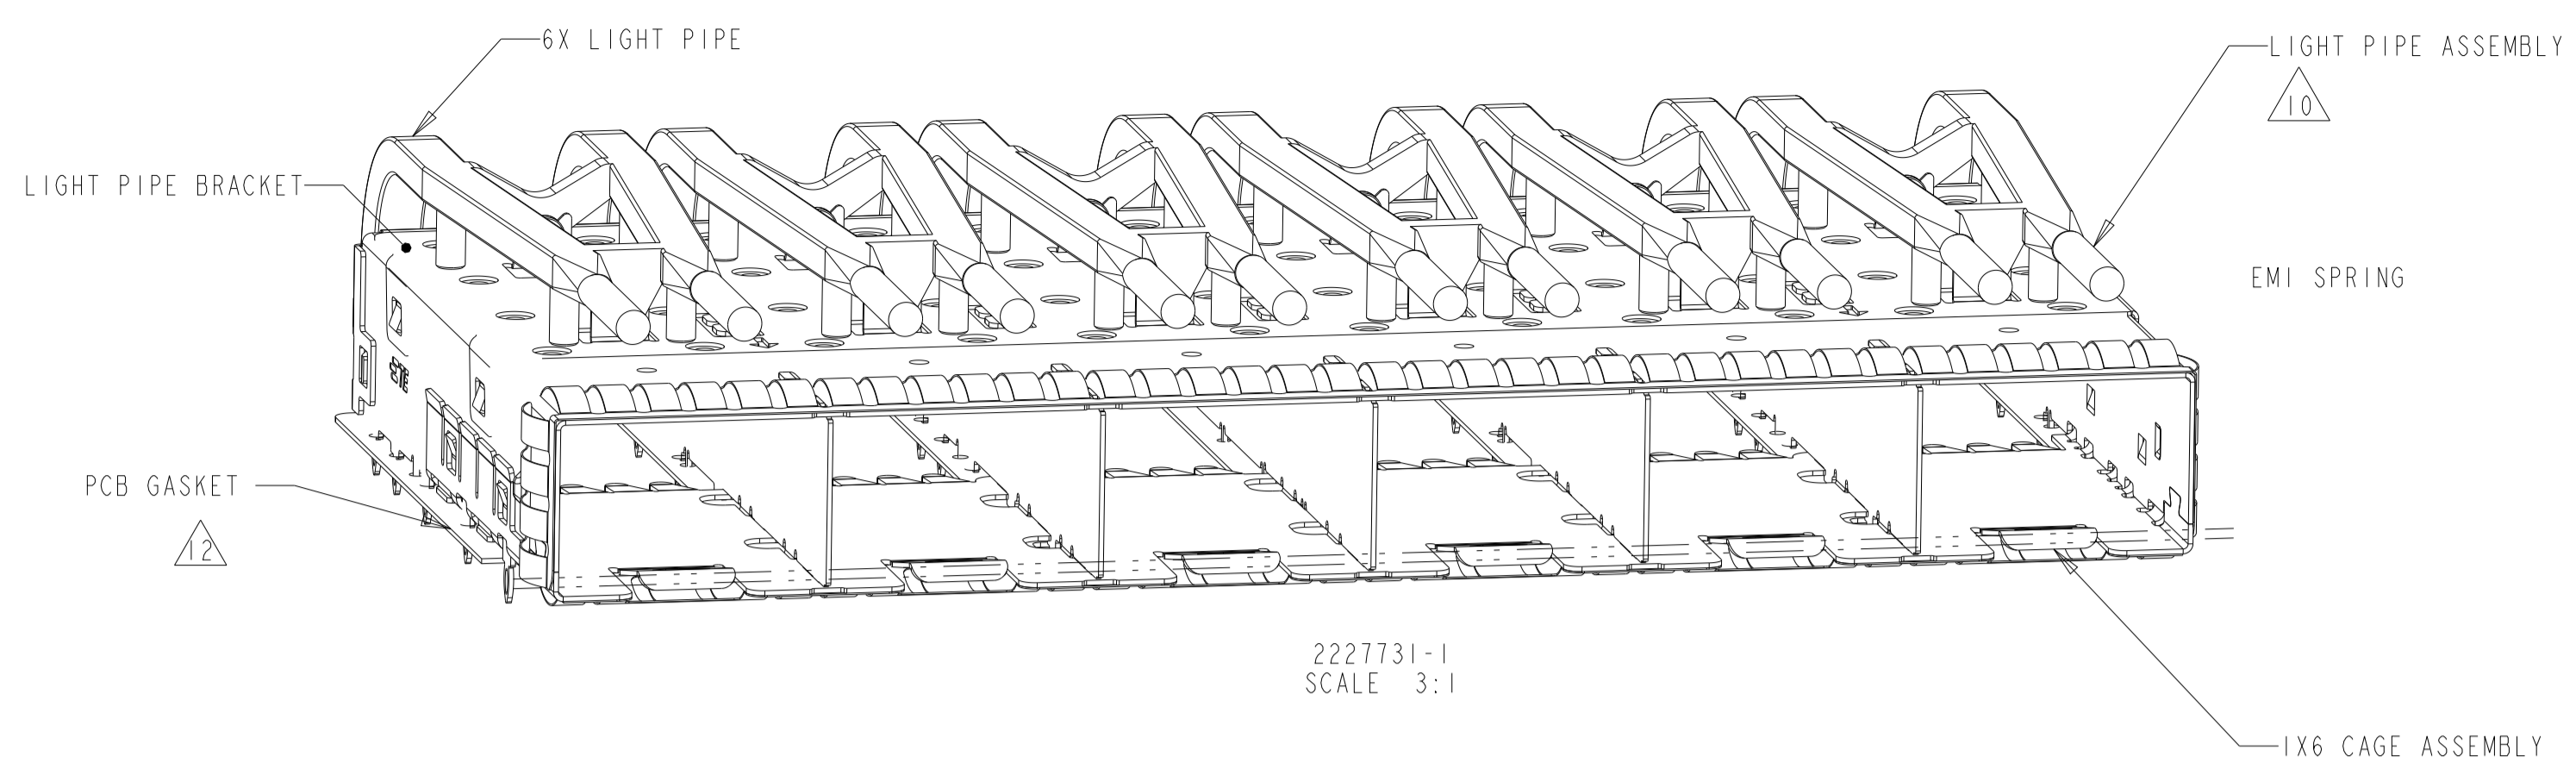 6X LIGHT PIPE
LIGHT PIPE ASSEMBLY
10
LIGHT PIPE BRACKET
EMI SPRING
TE
PCB GASKET
12
2227731-1
SCALE 3:1
1X6 CAGE ASSEMBLY